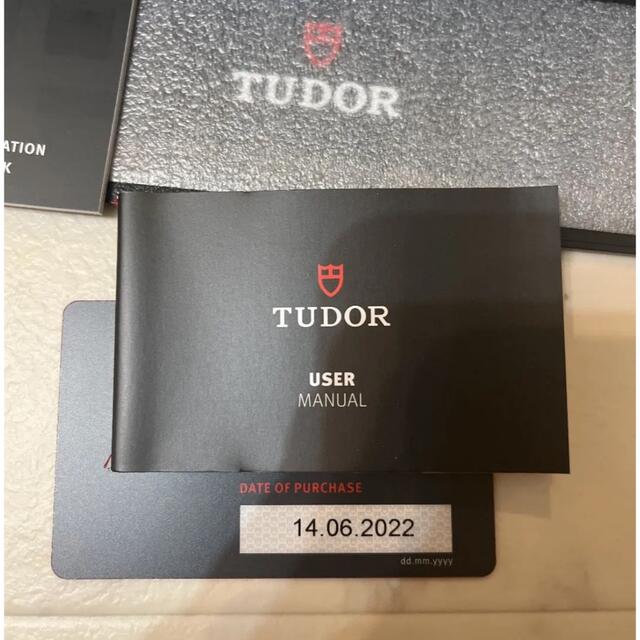 TUDOR
ATION
K
TUDOR
USER
MANUAL
DATE OF PURCHASE
14.06.2022
dd.mm.yyyy